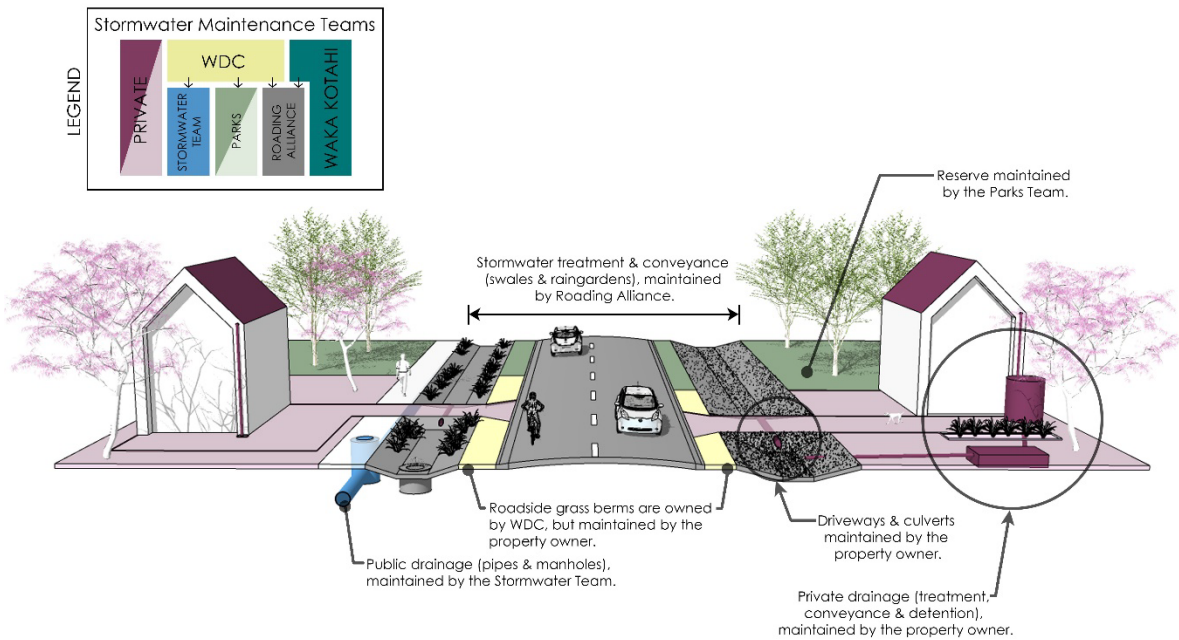 Stormwater Maintenance Teams
LEGEND
PRIVATE
WDC
STORMWATER
TEAM
PARKS
ROADING
ALLIANCE
WAKA KOTAHI
Reserve maintained
by the Parks Team.
Stormwater treatment & conveyance
(swales & raingardens), maintained
by Roading Alliance.
Roadside grass berms are owned
by WDC, but maintained by the
property owner.
Driveways & culverts
maintained by the
property owner.
Public drainage (pipes & manholes),
maintained by the Stormwater Team.
Private drainage (treatment,
conveyance & detention),
maintained by the property owner.